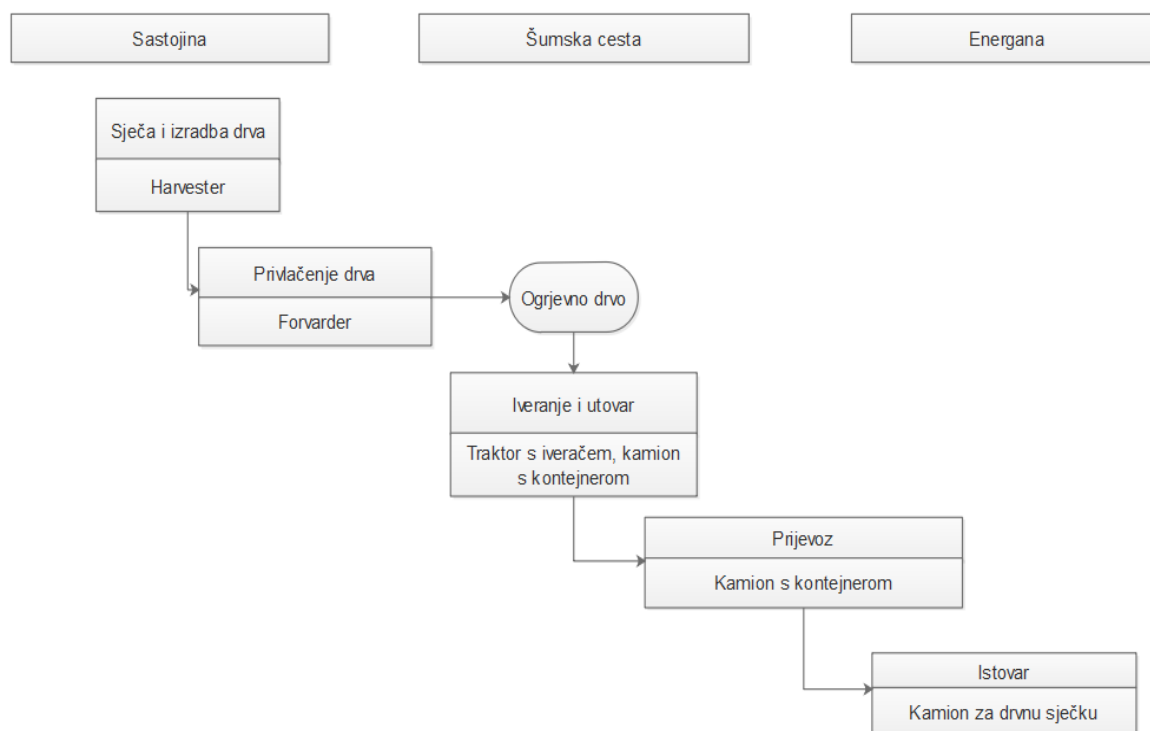 Sastojina
Šumska cesta
Energana
Sječa i izradba drva
Harvester
Privlačenje drva
Forvarder
Ogrjevno drvo
Iveranje i utovar
Traktor s iveračem, kamion
s kontejnerom
Prijevoz
Kamion s kontejnerom
Istovar
Kamion za drvnu sječku